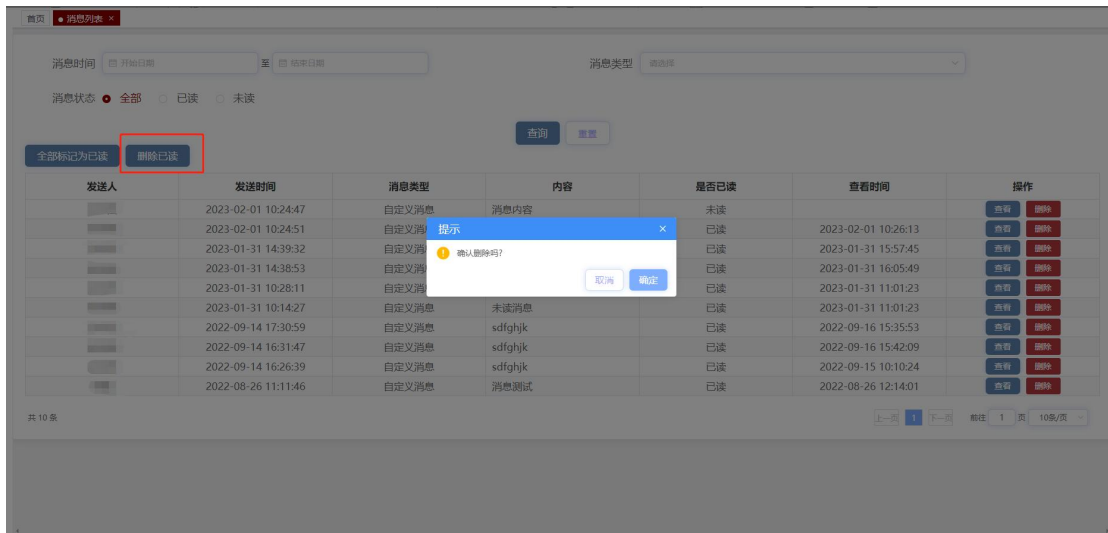 首页 消息列表 ×
消息时间 开始日期 至 结束日期 消息类型 请选择
消息状态 全部 已读 未读
查询 重置
全部标记为已读 删除已读
发送人 发送时间 消息类型 内容 是否已读 查看时间 操作
2023-02-01 10:24:47 自定义消息 消息内容 未读 查看 删除
2023-02-01 10:24:51 自定义消 已读 2023-02-01 10:26:13 查看 删除
2023-01-31 14:39:32 自定义消 已读 2023-01-31 15:57:45 查看 删除
2023-01-31 14:38:53 自定义消 已读 2023-01-31 16:05:49 查看 删除
2023-01-31 10:28:11 自定义消 已读 2023-01-31 11:01:23 查看 删除
提示 ×
确认删除吗?
取消 确定
2023-01-31 10:14:27 自定义消息 未读消息 已读 2023-01-31 11:01:23 查看 删除
2022-09-14 17:30:59 自定义消息 sdfghjk 已读 2022-09-16 15:35:53 查看 删除
2022-09-14 16:31:47 自定义消息 sdfghjk 已读 2022-09-16 15:42:09 查看 删除
2022-09-14 16:26:39 自定义消息 sdfghjk 已读 2022-09-15 10:10:24 查看 删除
2022-08-26 11:11:46 自定义消息 消息测试 已读 2022-08-26 12:14:01 查看 删除
共 10 条 上一页 1 下一页 前往 1 页 10条/页